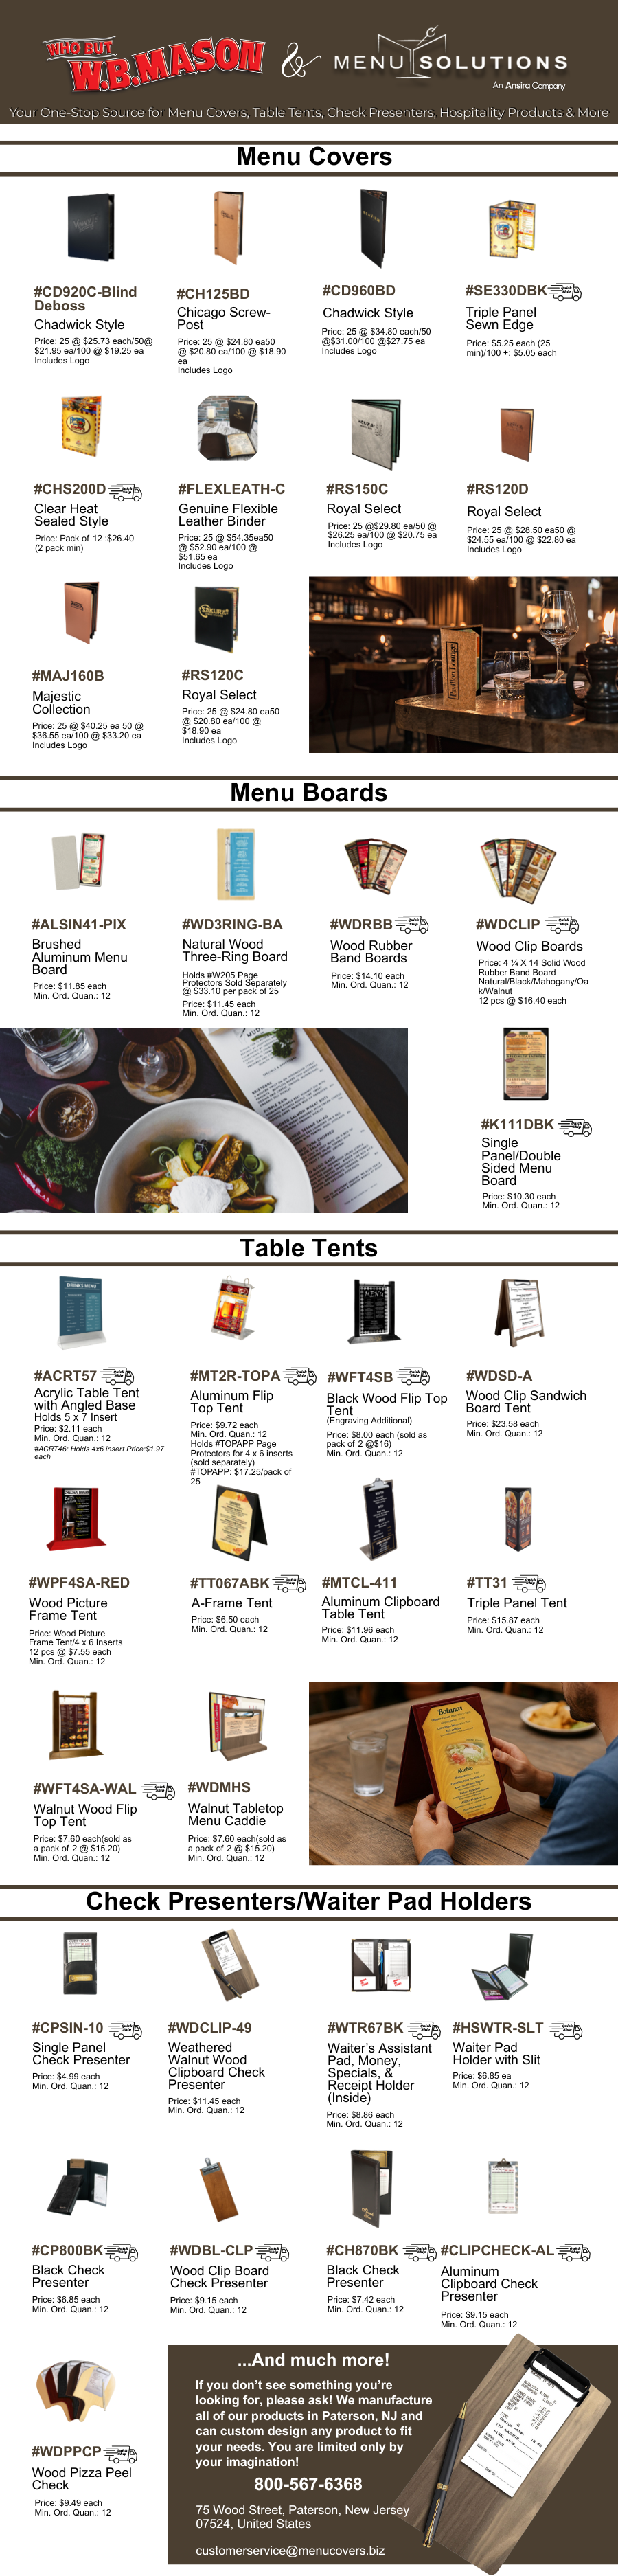 WHO BUT
W.B.MASON
&
MENU SOLUTIONS
An Ansira Company
Your One-Stop Source for Menu Covers, Table Tents, Check Presenters, Hospitality Products & More
Menu Covers
#CD920C-Blind
Deboss
Chadwick Style
Price: 25 @ $25.73 each/50@
$21.95 ea/100 @ $19.25 ea
Includes Logo
#CH125BD
Chicago Screw-
Post
Price: 25 @ $24.80 ea50
@ $20.80 ea/100 @ $18.90
ea
Includes Logo
#CD960BD
Chadwick Style
Price: 25 @ $34.80 each/50
@$31.00/100 @$27.75 ea
Includes Logo
#SE330DBK
Triple Panel
Sewn Edge
Price: $5.25 each (25
min)/100 +: $5.05 each
#CHS200D
Clear Heat
Sealed Style
Price: Pack of 12 :$26.40
(2 pack min)
#FLEXLEATH-C
Genuine Flexible
Leather Binder
Price: 25 @ $54.35ea50
@ $52.90 ea/100 @
$51.65 ea
Includes Logo
#RS150C
Royal Select
Price: 25 @$29.80 ea/50 @
$26.25 ea/100 @ $20.75 ea
Includes Logo
#RS120D
Royal Select
Price: 25 @ $28.50 ea50 @
$24.55 ea/100 @ $22.80 ea
Includes Logo
#MAJ160B
Majestic
Collection
Price: 25 @ $40.25 ea 50 @
$36.55 ea/100 @ $33.20 ea
Includes Logo
SAKURA
#RS120C
Royal Select
Price: 25 @ $24.80 ea50
@ $20.80 ea/100 @
$18.90 ea
Includes Logo
Pavilion Lounge
Menu Boards
#ALSIN41-PIX
Brushed
Aluminum Menu
Board
Price: $11.85 each
Min. Ord. Quan.: 12
#WD3RING-BA
Natural Wood
Three-Ring Board
Holds #W205 Page
Protectors Sold Separately
@ $33.10 per pack of 25
Price: $11.45 each
Min. Ord. Quan.: 12
#WDRBB
Wood Rubber
Band Boards
Price: $14.10 each
Min. Ord. Quan.: 12
#WDCLIP
Wood Clip Boards
Price: 4 ¼ X 14 Solid Wood
Rubber Band Board
Natural/Black/Mahogany/Oa
k/Walnut
12 pcs @ $16.40 each
#K111DBK
Single
Panel/Double
Sided Menu
Board
Price: $10.30 each
Min. Ord. Quan.: 12
Table Tents
DRINKS MENU
#ACRT57
Acrylic Table Tent
with Angled Base
Holds 5 x 7 Insert
Price: $2.11 each
Min. Ord. Quan.: 12
#ACRT46: Holds 4x6 insert Price:$1.97
each
#MT2R-TOPA
Aluminum Flip
Top Tent
Price: $9.72 each
Min. Ord. Quan.: 12
Holds #TOPAPP Page
Protectors for 4 x 6 inserts
(sold separately)
#TOPAPP: $17.25/pack of
25
MENU
#WFT4SB
Black Wood Flip Top
Tent
(Engraving Additional)
Price: $8.00 each (sold as
pack of 2 @$16)
Min. Ord. Quan.: 12
#WDSD-A
Wood Clip Sandwich
Board Tent
Price: $23.58 each
Min. Ord. Quan.: 12
#WPF4SA-RED
Wood Picture
Frame Tent
Price: Wood Picture
Frame Tent/4 x 6 Inserts
12 pcs @ $7.55 each
Min. Ord. Quan.: 12
#TT067ABK
A-Frame Tent
Price: $6.50 each
Min. Ord. Quan.: 12
#MTCL-411
Aluminum Clipboard
Table Tent
Price: $11.96 each
Min. Ord. Quan.: 12
#TT31
Triple Panel Tent
Price: $15.87 each
Min. Ord. Quan.: 12
#WFT4SA-WAL
Walnut Wood Flip
Top Tent
Price: $7.60 each(sold as
a pack of 2 @ $15.20)
Min. Ord. Quan.: 12
#WDMHS
Walnut Tabletop
Menu Caddie
Price: $7.60 each(sold as
a pack of 2 @ $15.20)
Min. Ord. Quan.: 12
Botanas
Check Presenters/Waiter Pad Holders
#CPSIN-10
Single Panel
Check Presenter
Price: $4.99 each
Min. Ord. Quan.: 12
#WDCLIP-49
Weathered
Walnut Wood
Clipboard Check
Presenter
Price: $11.45 each
Min. Ord. Quan.: 12
#WTR67BK
Waiter's Assistant
Pad, Money,
Specials, &
Receipt Holder
(Inside)
Price: $8.86 each
Min. Ord. Quan.: 12
#HSWTR-SLT
Waiter Pad
Holder with Slit
Price: $6.85 ea
Min. Ord. Quan.: 12
#CP800BK
Black Check
Presenter
Price: $6.85 each
Min. Ord. Quan.: 12
#WDBL-CLP
Wood Clip Board
Check Presenter
Price: $9.15 each
Min. Ord. Quan.: 12
#CH870BK
Black Check
Presenter
Price: $7.42 each
Min. Ord. Quan.: 12
#CLIPCHECK-AL
Aluminum
Clipboard Check
Presenter
Price: $9.15 each
Min. Ord. Quan.: 12
#WDPPCP
Wood Pizza Peel
Check
Price: $9.49 each
Min. Ord. Quan.: 12
...And much more!
If you don't see something you're
looking for, please ask! We manufacture
all of our products in Paterson, NJ and
can custom design any product to fit
your needs. You are limited only by
your imagination!
800-567-6368
75 Wood Street, Paterson, New Jersey
07524, United States
customerservice@menucovers.biz